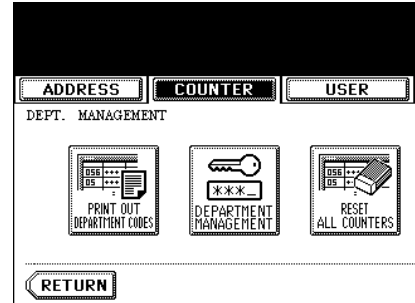 ADDRESS COUNTER USER
DEPT. MANAGEMENT
056 ***
05 ***
PRINT OUT
DEPARTMENT CODES
***_
DEPARTMENT
MANAGEMENT
056 ***
05
RESET
ALL COUNTERS
RETURN